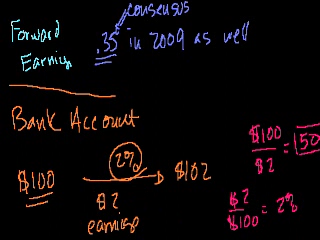 consensus
Forward
Earnings
.35 in 2009 as well
Bank Account
$100
2%
$102
$2
earnings
$100
$2
= 50
$2
$100
= 2%